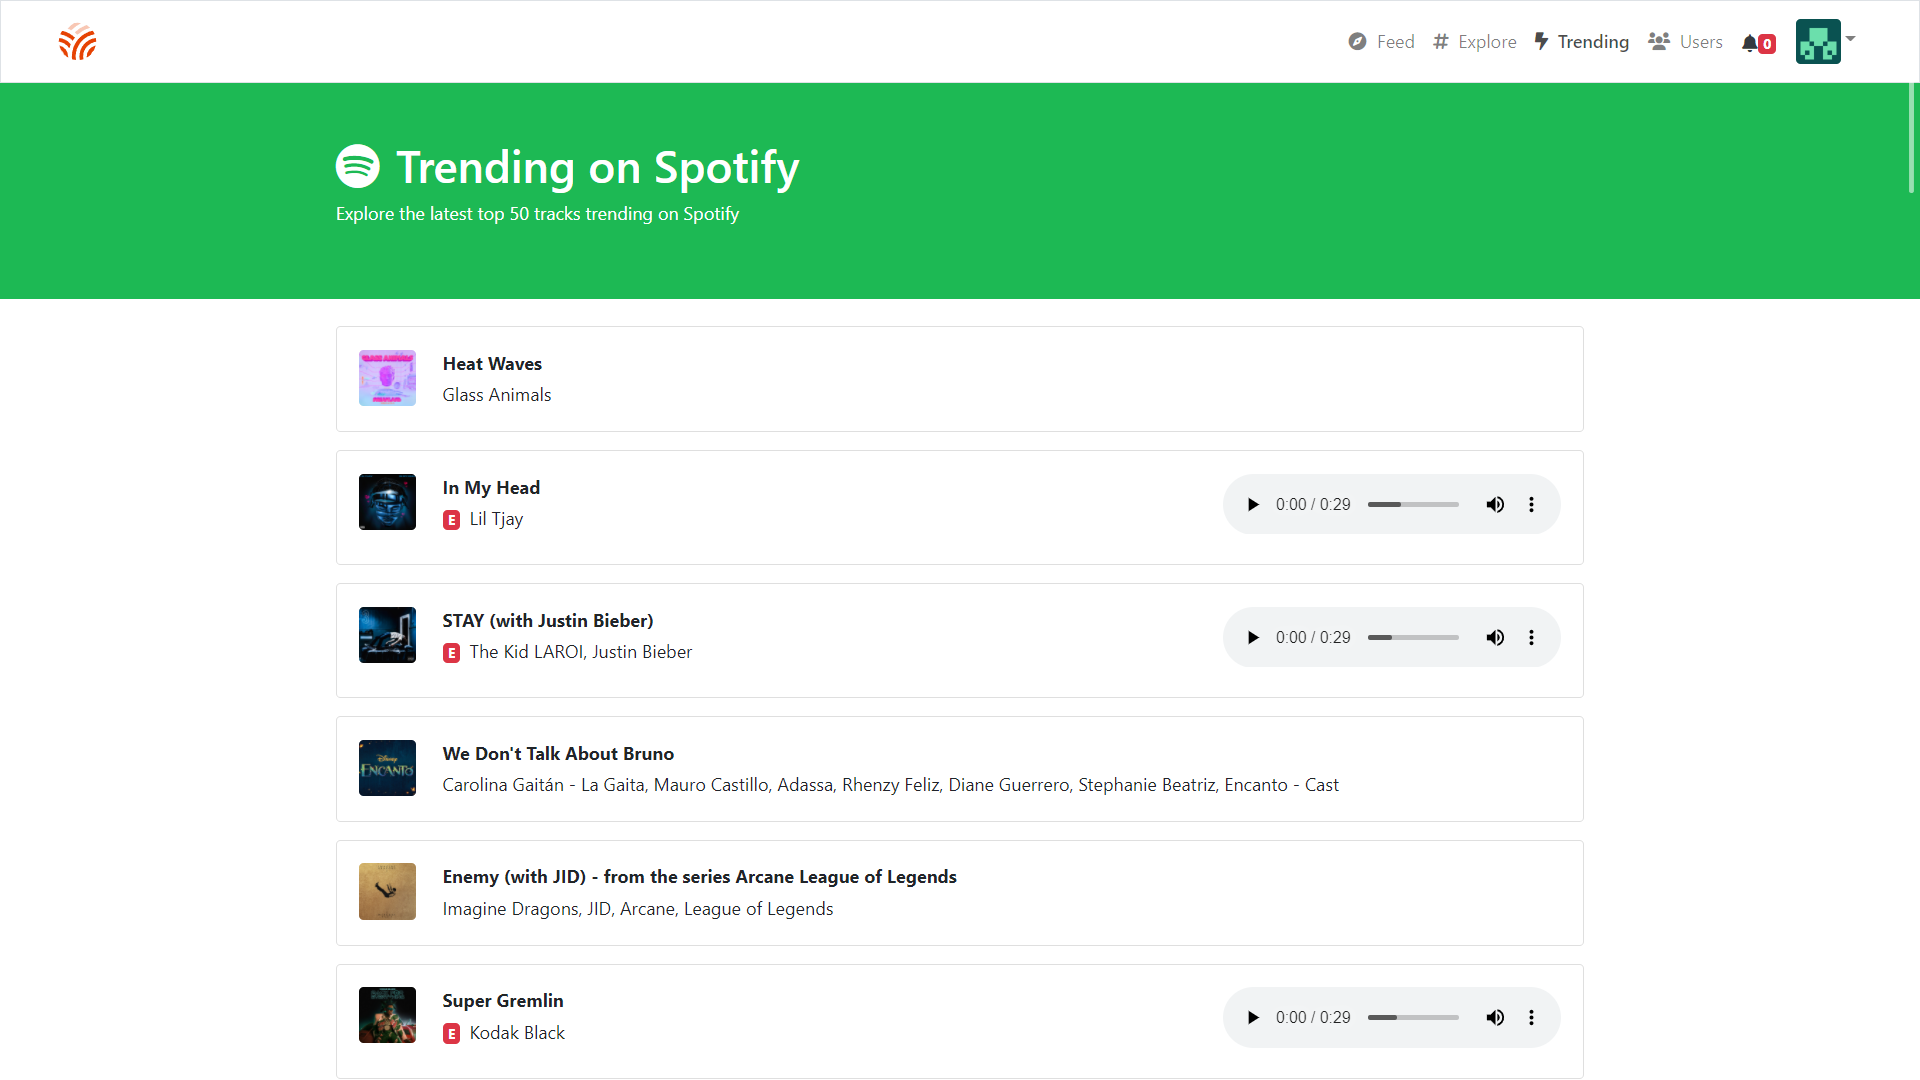 Feed
Explore
Trending
Users
0
Trending on Spotify
Explore the latest top 50 tracks trending on Spotify
Heat Waves
Glass Animals
In My Head
E Lil Tjay
0:00 / 0:29
STAY (with Justin Bieber)
E The Kid LAROI, Justin Bieber
0:00 / 0:29
Disney
ENCANTO
We Don't Talk About Bruno
Carolina Gaitán - La Gaita, Mauro Castillo, Adassa, Rhenzy Feliz, Diane Guerrero, Stephanie Beatriz, Encanto - Cast
Enemy (with JID) - from the series Arcane League of Legends
Imagine Dragons, JID, Arcane, League of Legends
Super Gremlin
E Kodak Black
0:00 / 0:29